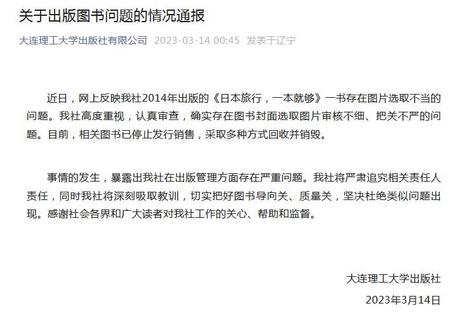 关于出版图书问题的情况通报
大连理工大学出版社有限公司 2023-03-14 00:45 发表于辽宁
近日，网上反映我社2014年出版的《日本旅行，一本就够》一书存在图片选取不当的
问题。我社高度重视，认真审查，确实存在图书封面选取图片审核不细、把关不严的问
题。目前，相关图书已停止发行销售，采取多种方式回收并销毁。
事情的发生，暴露出我社在出版管理方面存在严重问题。我社将严肃追究相关责任人
责任，同时我社将深刻吸取教训，切实把好图书导向关、质量关，坚决杜绝类似问题出
现。感谢社会各界和广大读者对我社工作的关心、帮助和监督。
大连理工大学出版社
2023年3月14日